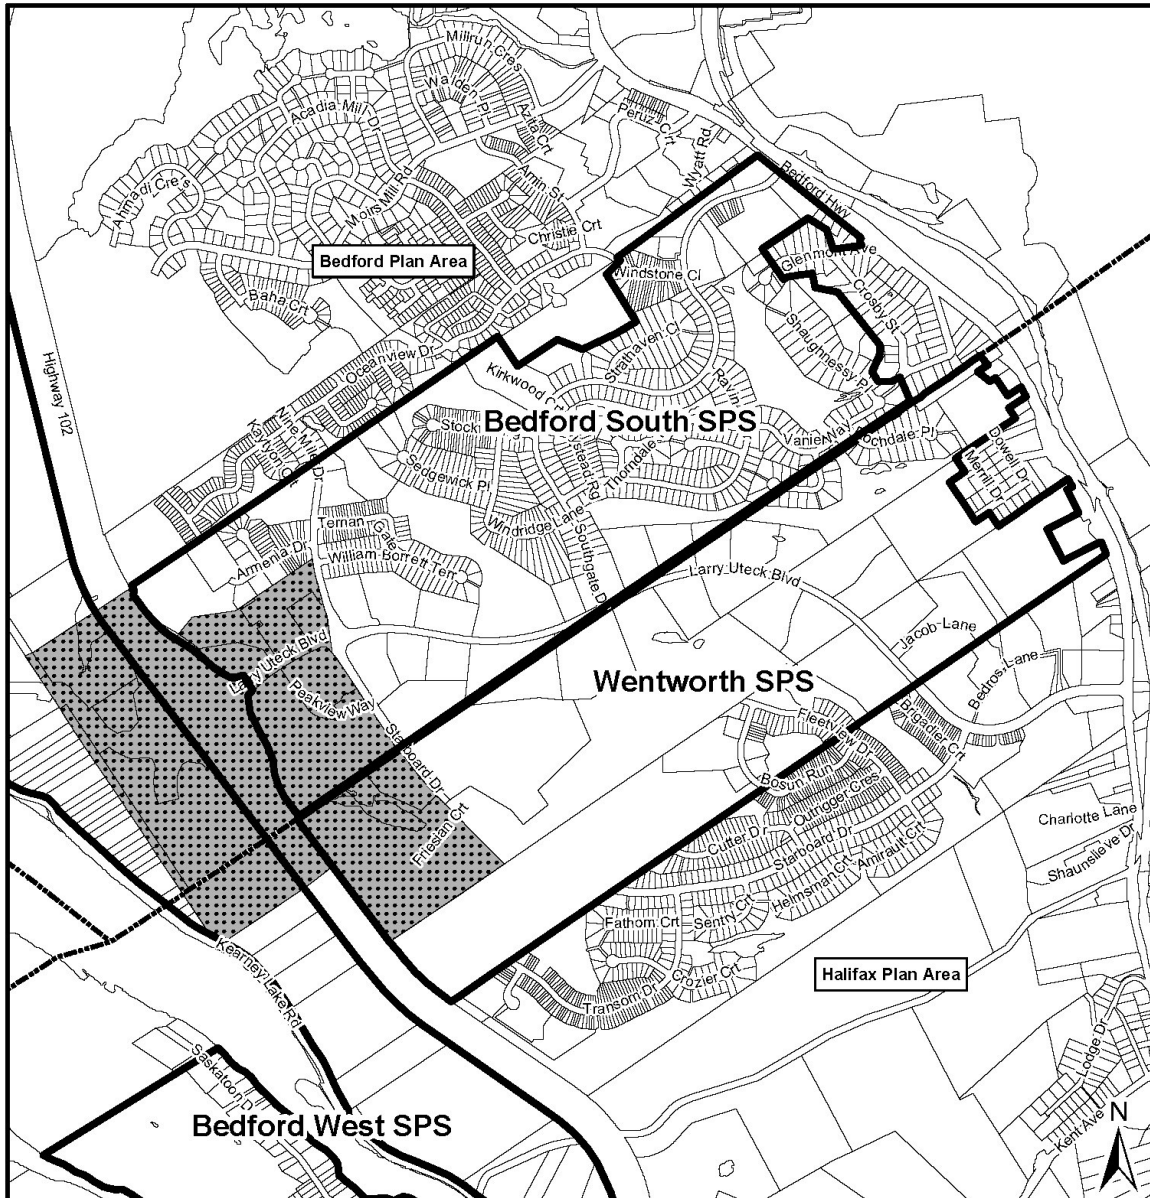 Millrun Cres
Walden Pl
Acadia Mill Dr
Azita Crt
Peruz Crt
Wyatt Rd
Ahmadi Cres
Moirs Mill Rd
Amin St
Bedford Hwy
Christie Crt
Bedford Plan Area
Glenmont Ave
Windstone Cl
Baha Crt
Crosby St
Highway 102
Oceanview Dr
Strathaven Cl
Shaughnessy Pl
Kirkwood Crt
Nine Mile Dr
Bedford South SPS
Vanier Way
Rochdale Pl
Thorndale
Sedgewick Pl
Dowell Dr
Merrill Dr
Windridge Lane
Southgate Dr
Ternan
Gate
Armenia Dr
William Borrett Terr
Larry Uteck Blvd
Jacob Lane
Larry Uteck Blvd
Bedros Lane
Wentworth SPS
Peakview Way
Brigadier Crt
Fleetview Dr
Starboard Dr
Bosun Run
Outrigger Cres
Friesian Crt
Cutter Dr
Starboard Dr
Charlotte Lane
Shaunslieve Dr
Amirault Crt
Helmsman Crt
Fathom Crt
Sentry Crt
Kearney Lake Rd
Crozier Crt
Halifax Plan Area
Transom Dr
Lodge Dr
Saskatoon Dr
Bedford West SPS
N
Kent Ave